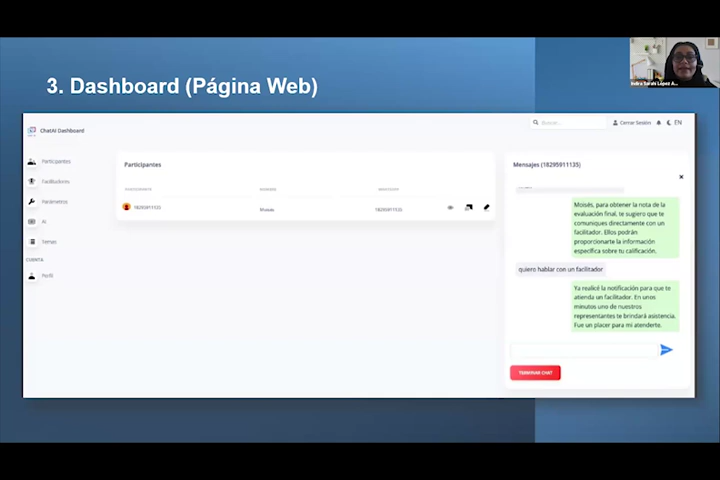 3. Dashboard (Página Web)
ChatAI Dashboard
Cerrar Sesión
EN
Participantes
Facilitadores
Parámetros
AI
Temas
CUENTA
Perfil
Participantes
18295911135
Moisés
18295911135
Mensajes (18295911135)
Moisés, para obtener la nota de la
evaluación final, te sugiero que te
comuniques directamente con un
facilitador. Ellos podrán
proporcionarte la información
específica sobre tu calificación.
quiero hablar con un facilitador
Ya realicé la notificación para que te
atienda un facilitador. En unos
minutos uno de nuestros
representantes te brindará asistencia.
Fue un placer para mi atenderte.
TERMINAR CHAT